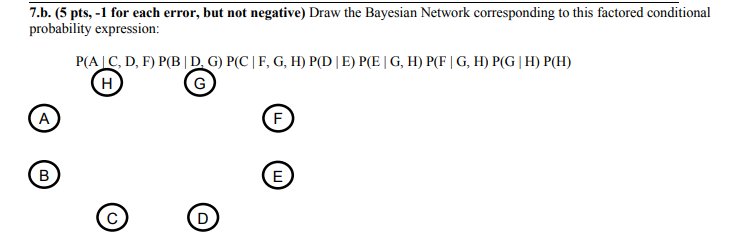 7.b. (5 pts, -1 for each error, but not negative) Draw the Bayesian Network corresponding to this factored conditional
probability expression:
P(A | C, D, F) P(B | D, G) P(C | F, G, H) P(D | E) P(E | G, H) P(F | G, H) P(G | H) P(H)
H G
A F
B E
C D